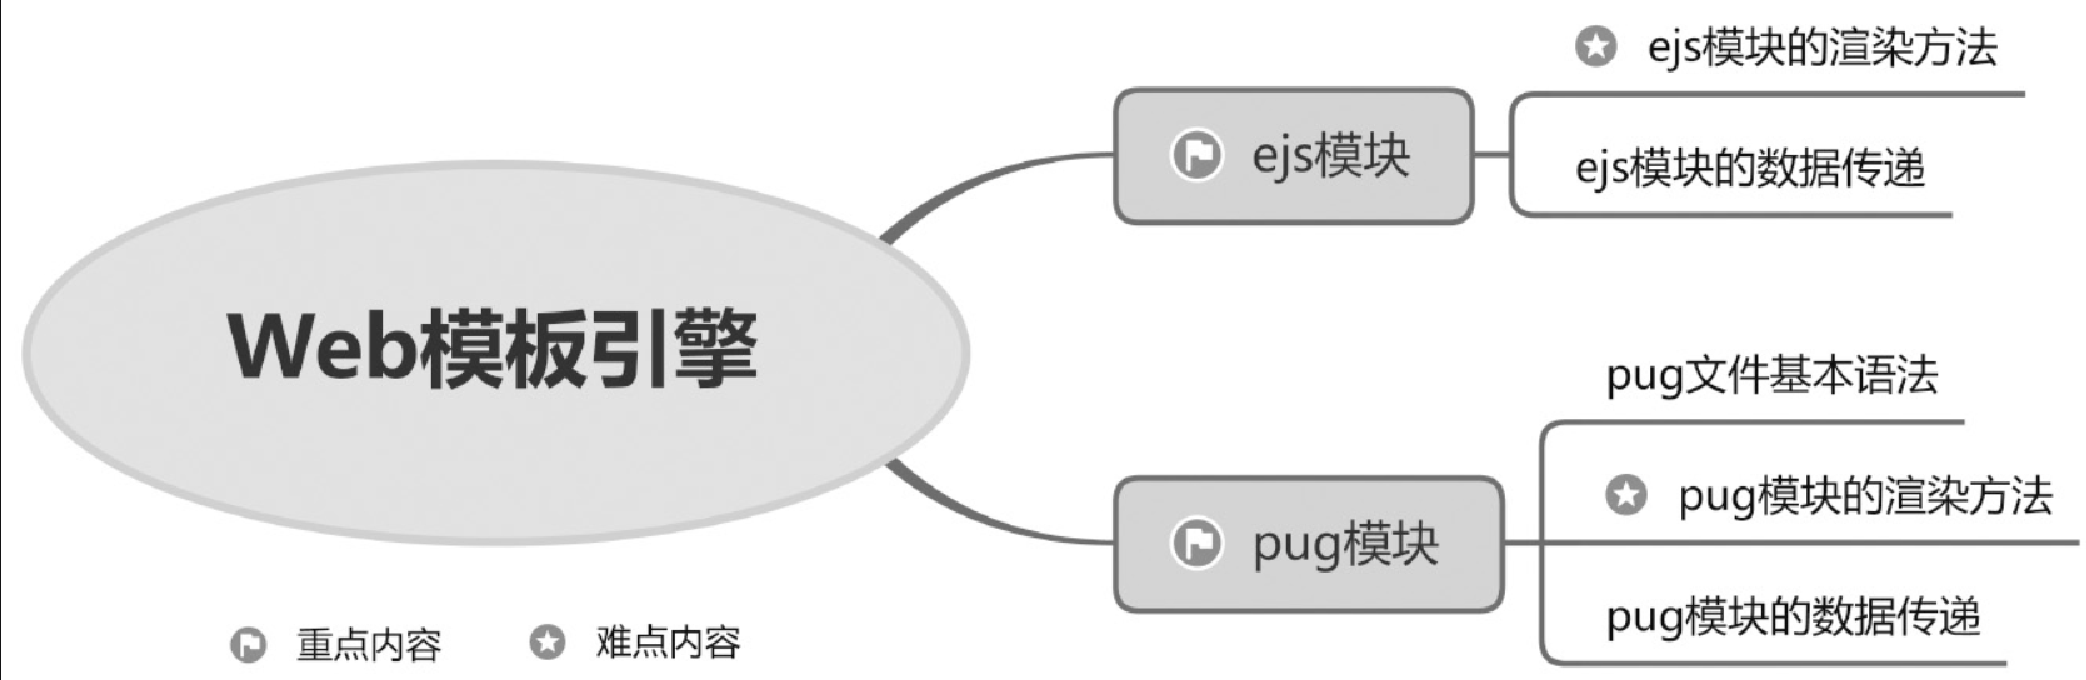 Web模板引擎
ejs模块
ejs模块的渲染方法
ejs模块的数据传递
pug模块
pug文件基本语法
pug模块的渲染方法
pug模块的数据传递
重点内容
难点内容